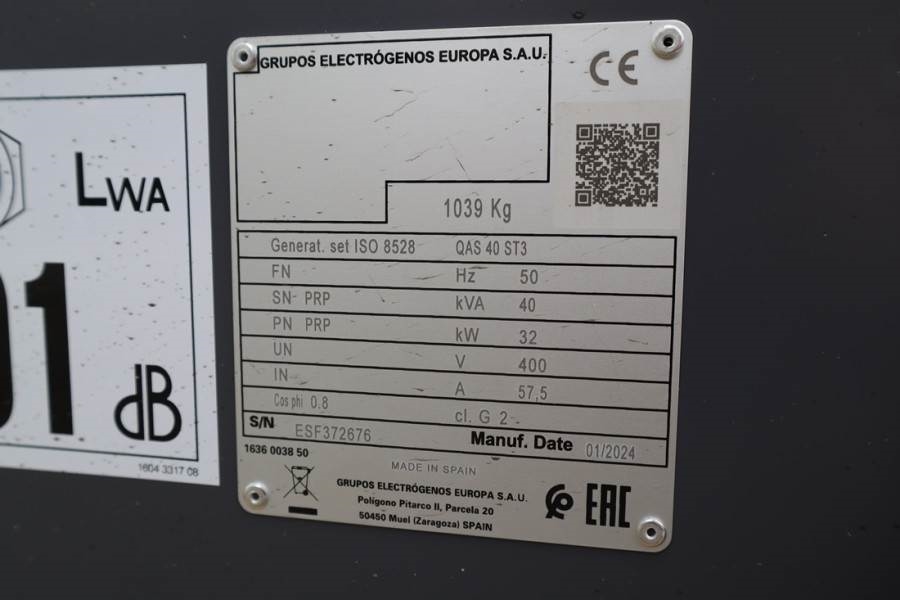 LWA
01
dB
1604 3317 08
GRUPOS ELECTRÓGENOS EUROPA S.A.U.
CE
1039 Kg
Generat. set ISO 8528 QAS 40 ST3
FN Hz 50
SN- PRP kVA 40
PN PRP kW 32
UN V 400
IN A 57,5
Cos phi 0.8 cl. G 2
S/N ESF372676 Manuf. Date 01/2024
1636 0038 50
MADE IN SPAIN
GRUPOS ELECTRÓGENOS EUROPA S.A.U.
Polígono Pitarco II, Parcela 20
50450 Muel (Zaragoza) SPAIN
EAC